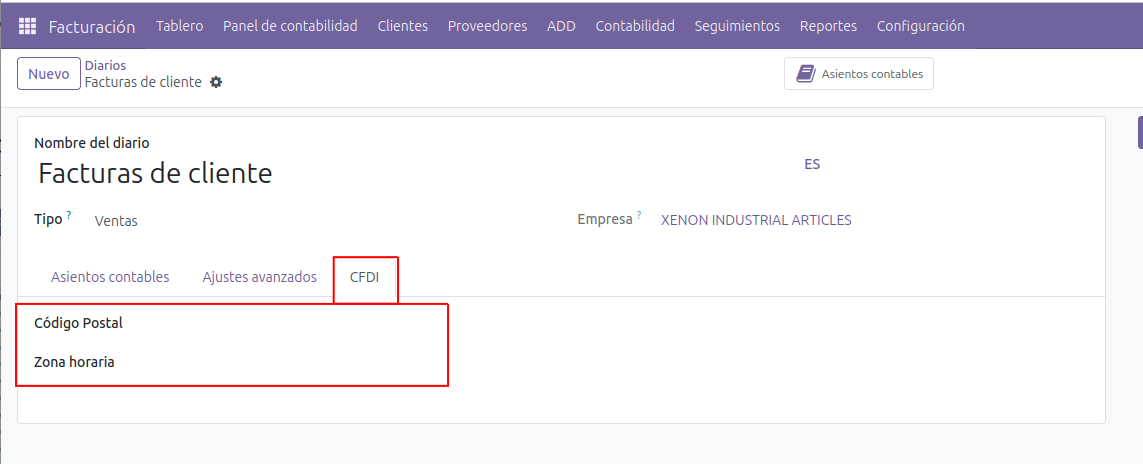 Facturación Tablero Panel de contabilidad Clientes Proveedores ADD Contabilidad Seguimientos Reportes Configuración
Nuevo
Diarios
Facturas de cliente
Asientos contables
Nombre del diario
Facturas de cliente
ES
Tipo ? Ventas
Empresa ? XENON INDUSTRIAL ARTICLES
Asientos contables Ajustes avanzados CFDI
Código Postal
Zona horaria